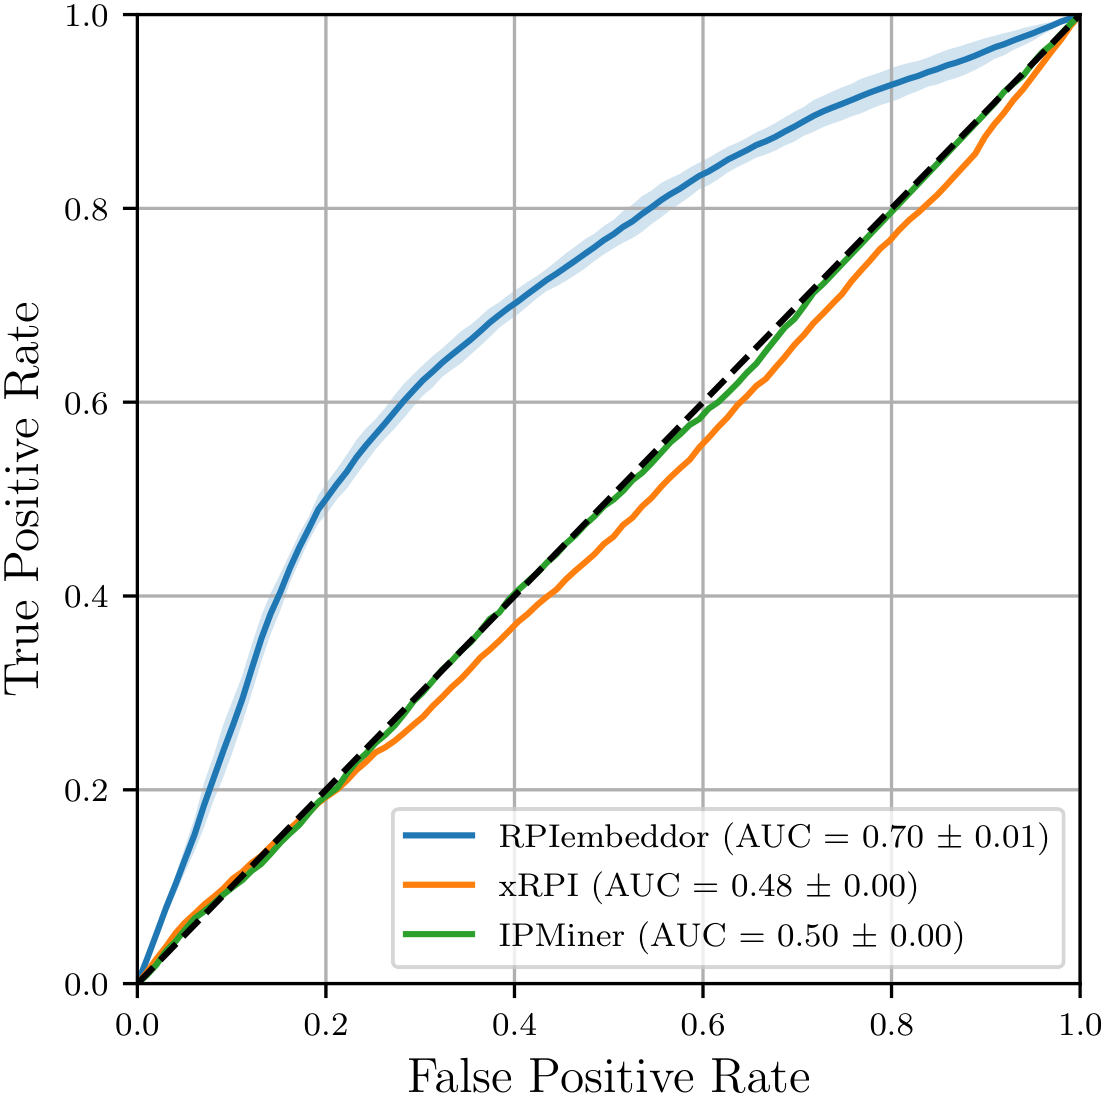 1.0
0.8
0.6
0.4
0.2
0.0
True Positive Rate
RPIembeddor (AUC = 0.70 ± 0.01)
xRPI (AUC = 0.48 ± 0.00)
IPMiner (AUC = 0.50 ± 0.00)
0.0 0.2 0.4 0.6 0.8 1.0
False Positive Rate